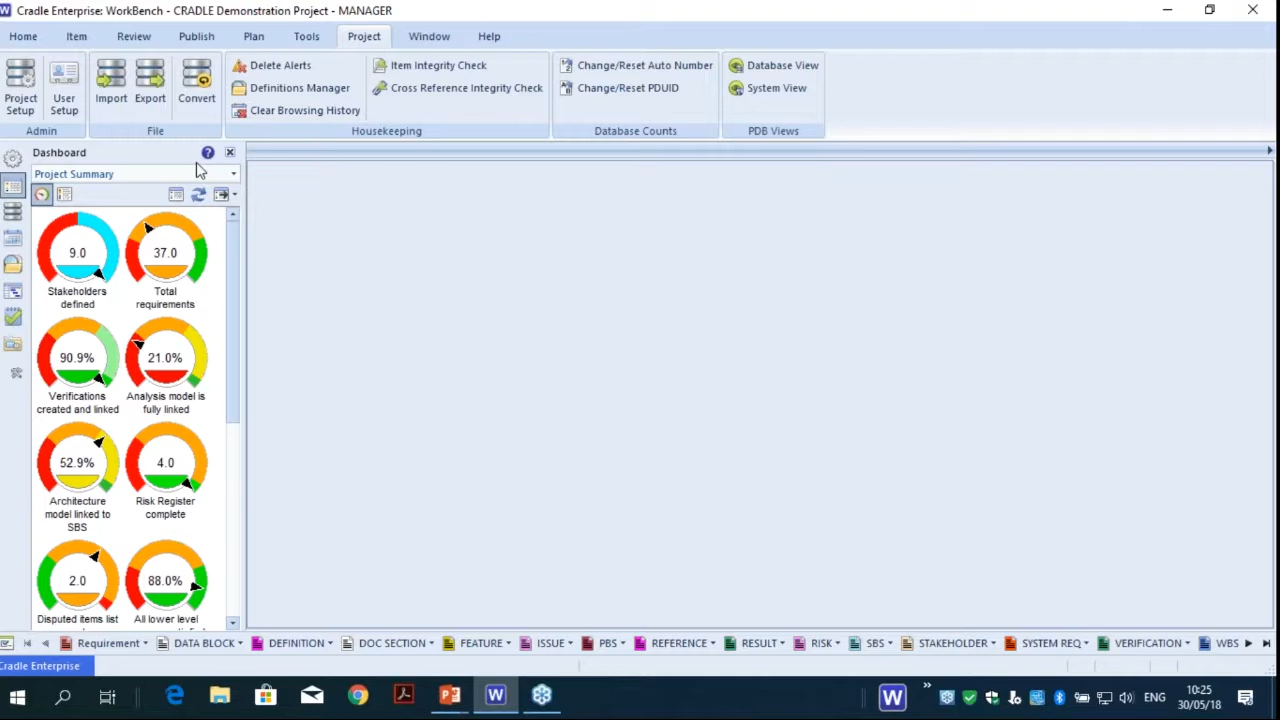 Cradle Enterprise: WorkBench - CRADLE Demonstration Project - MANAGER
Home Item Review Publish Plan Tools Project Window Help
Project Setup
User Setup
Admin
Import Export Convert
File
Delete Alerts
Definitions Manager
Clear Browsing History
Item Integrity Check
Cross Reference Integrity Check
Housekeeping
Change/Reset Auto Number
Change/Reset PDUID
Database Counts
Database View
System View
PDB Views
Dashboard
Project Summary
9.0
Stakeholders
defined
37.0
Total
requirements
90.9%
Verifications
created and linked
21.0%
Analysis model is
fully linked
52.9%
Architecture
model linked to
SBS
4.0
Risk Register
complete
2.0
Disputed items list
88.0%
All lower level
Requirement DATA BLOCK DEFINITION DOC SECTION FEATURE ISSUE PBS REFERENCE RESULT RISK SBS STAKEHOLDER SYSTEM REQ VERIFICATION WBS
Cradle Enterprise
ENG
10:25
30/05/18